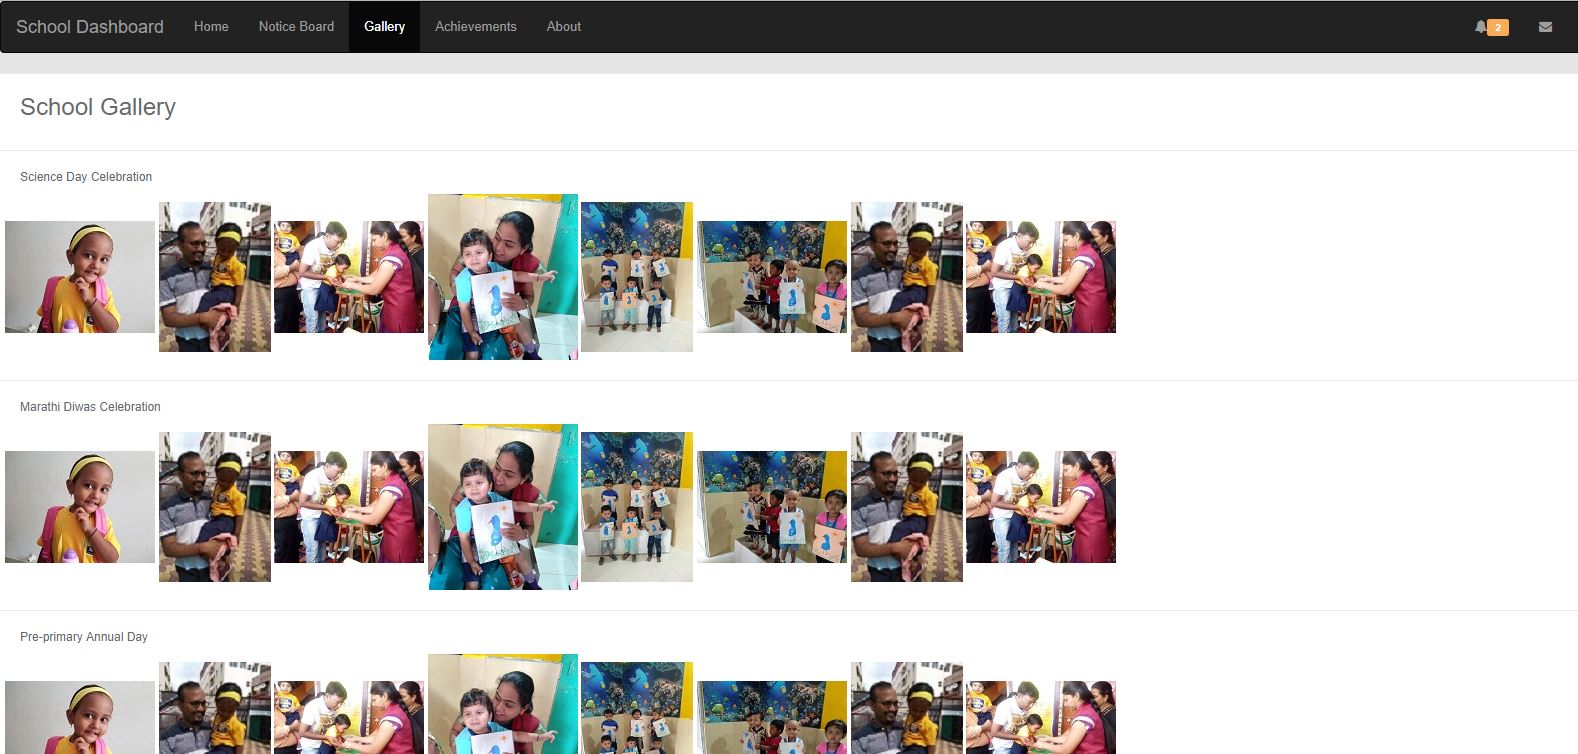 School Dashboard Home Notice Board Gallery Achievements About 2
School Gallery
Science Day Celebration
Marathi Diwas Celebration
Pre-primary Annual Day